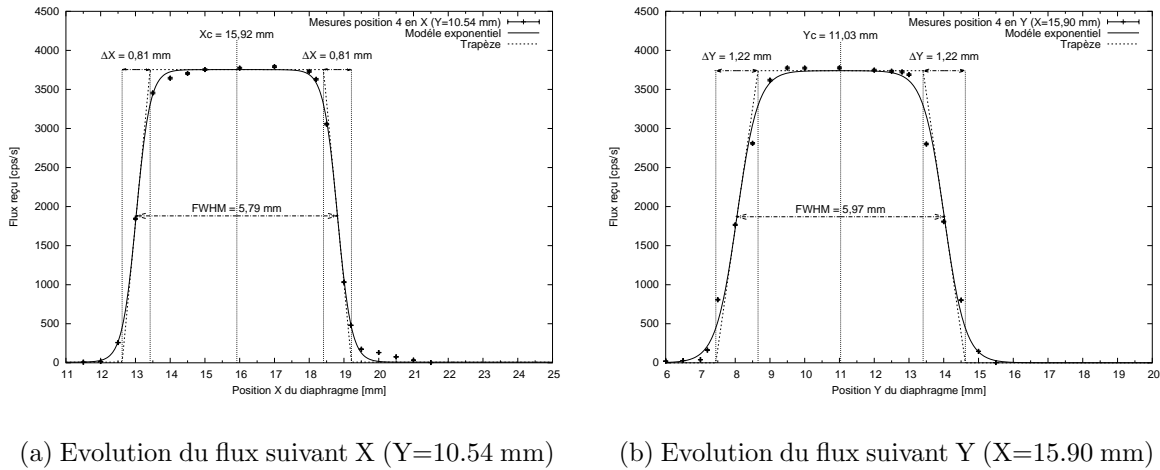 Mesures position 4 en X (Y=10.54 mm)
Modéle exponentiel
Trapèze
Xc = 15,92 mm
ΔX = 0,81 mm
ΔX = 0,81 mm
FWHM = 5,79 mm
Flux reçu [cps/s]
4500
4000
3500
3000
2500
2000
1500
1000
500
0
11 12 13 14 15 16 17 18 19 20 21 22 23 24 25
Position X du diaphragme [mm]
(a) Evolution du flux suivant X (Y=10.54 mm)
Mesures position 4 en Y (X=15,90 mm)
Modéle exponentiel
Trapèze
Yc = 11,03 mm
ΔY = 1,22 mm
ΔY = 1,22 mm
FWHM = 5,97 mm
Flux reçu [cps/s]
4500
4000
3500
3000
2500
2000
1500
1000
500
0
6 7 8 9 10 11 12 13 14 15 16 17 18 19 20
Position Y du diaphragme [mm]
(b) Evolution du flux suivant Y (X=15.90 mm)